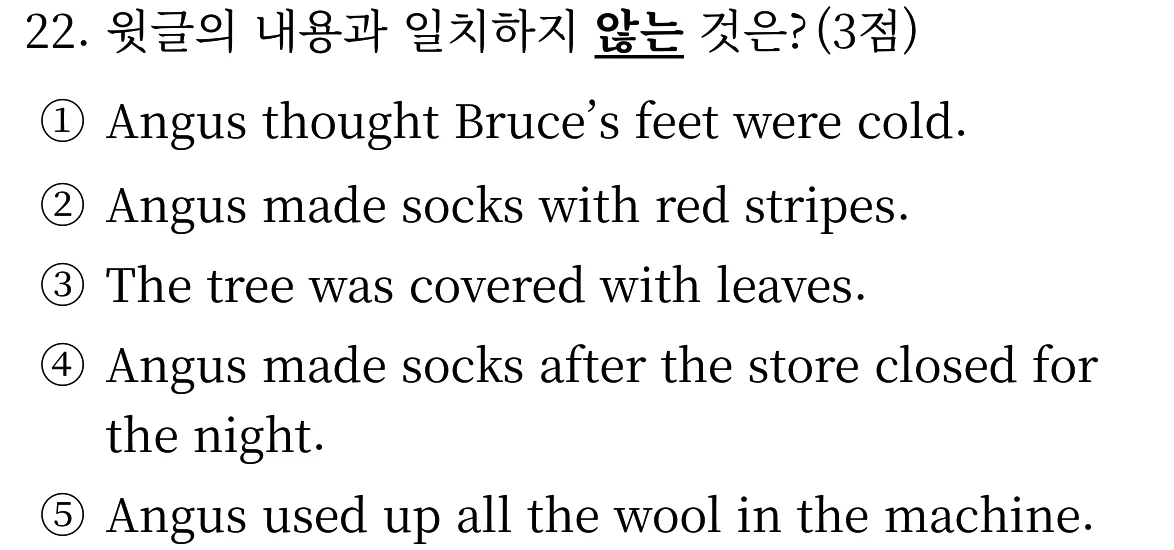 22. 윗글의 내용과 일치하지 않는 것은?(3점)
① Angus thought Bruce’s feet were cold.
② Angus made socks with red stripes.
③ The tree was covered with leaves.
④ Angus made socks after the store closed for
the night.
⑤ Angus used up all the wool in the machine.